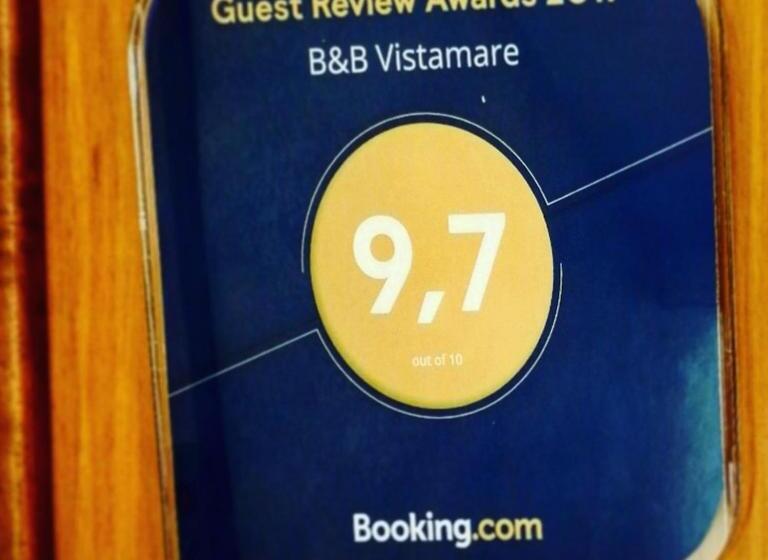 Guest Review Awards
B&B Vistamare
9,7
out of 10
Booking.com